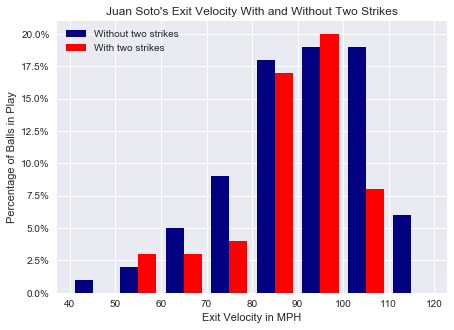 Juan Soto's Exit Velocity With and Without Two Strikes
Without two strikes
With two strikes
20.0%
17.5%
15.0%
12.5%
10.0%
7.5%
5.0%
2.5%
0.0%
Percentage of Balls in Play
40 50 60 70 80 90 100 110 120
Exit Velocity in MPH